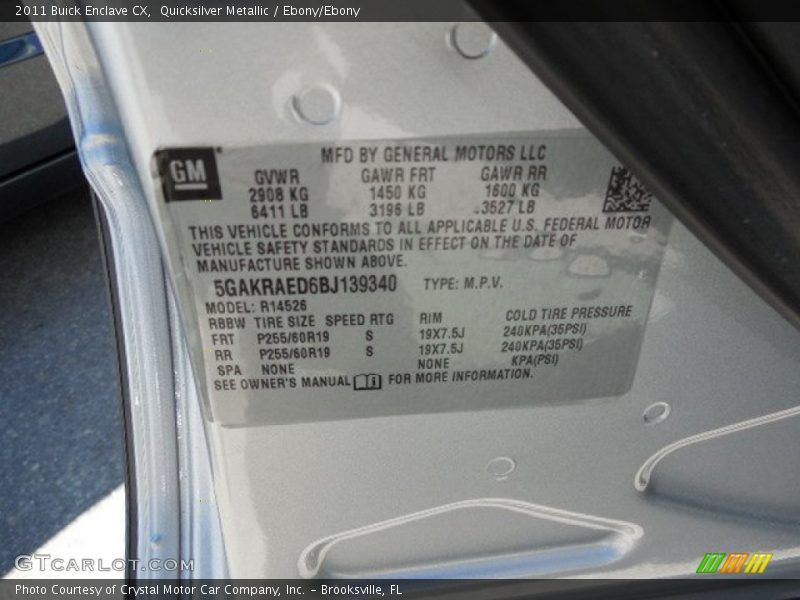 2011 Buick Enclave CX,  Quicksilver Metallic / Ebony/Ebony
GM
MFD BY GENERAL MOTORS LLC
GVWR GAWR FRT GAWR RR
2908 KG 1450 KG 1600 KG
6411 LB 3196 LB 3527 LB
THIS VEHICLE CONFORMS TO ALL APPLICABLE U.S. FEDERAL MOTOR
VEHICLE SAFETY STANDARDS IN EFFECT ON THE DATE OF
MANUFACTURE SHOWN ABOVE.
5GAKRAED6BJ139340 TYPE: M.P.V.
MODEL: R14526
RBBW TIRE SIZE SPEED RTG RIM COLD TIRE PRESSURE
FRT P255/60R19 S 19X7.5J 240KPA(35PSI)
RR P255/60R19 S 19X7.5J 240KPA(35PSI)
SPA NONE NONE KPA(PSI)
SEE OWNER'S MANUAL FOR MORE INFORMATION.
GTCARLOT.COM
Photo Courtesy of Crystal Motor Car Company, Inc. - Brooksville, FL